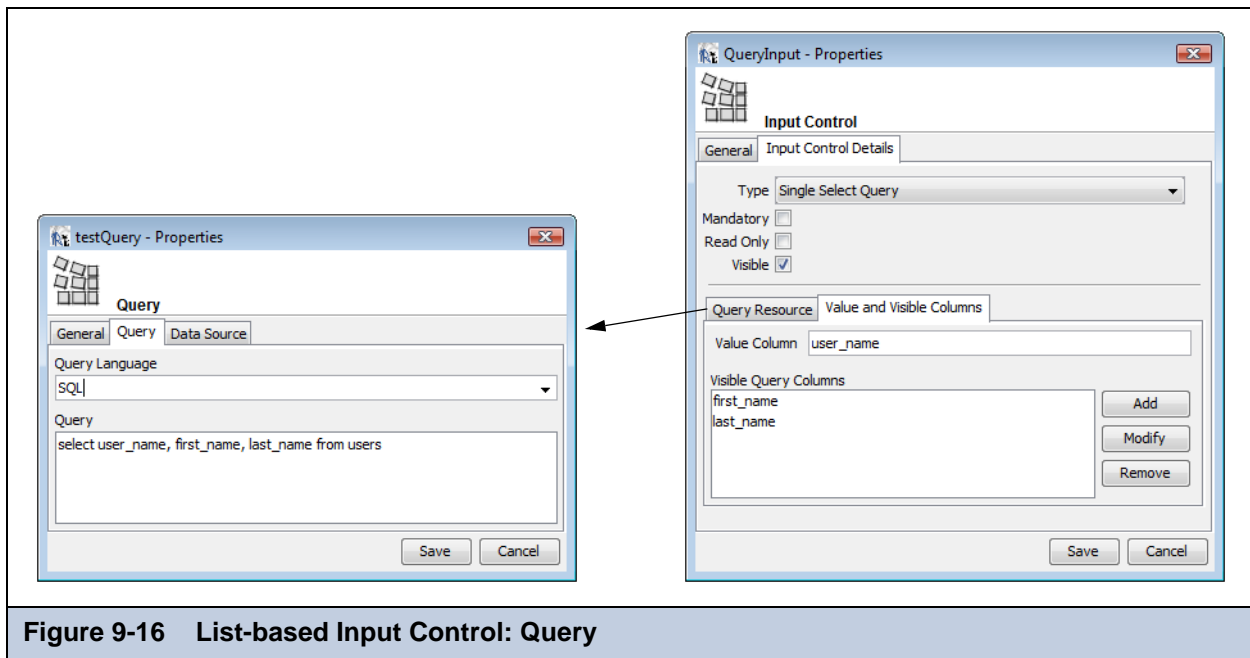 testQuery - Properties
Query
General Query Data Source
Query Language
SQL
Query
select user_name, first_name, last_name from users
Save Cancel
QueryInput - Properties
Input Control
General Input Control Details
Type Single Select Query
Mandatory
Read Only
Visible
Query Resource Value and Visible Columns
Value Column user_name
Visible Query Columns
first_name
last_name
Add
Modify
Remove
Save Cancel
Figure 9-16 List-based Input Control: Query